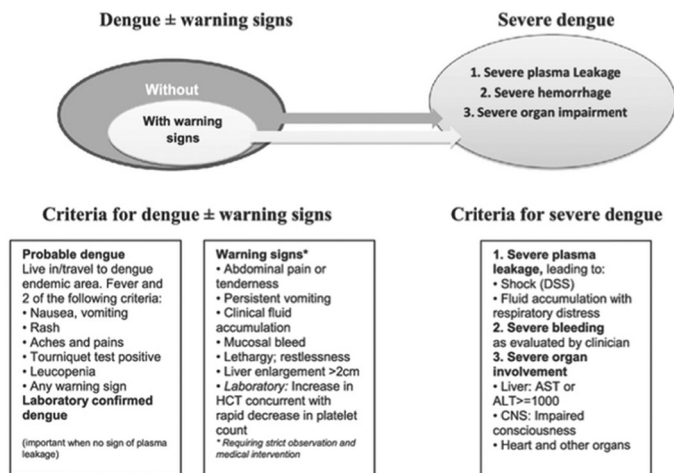 Dengue ± warning signs
Severe dengue
Without
With warning
signs
1. Severe plasma Leakage
2. Severe hemorrhage
3. Severe organ impairment
Criteria for dengue ± warning signs
Criteria for severe dengue
Probable dengue
Live in/travel to dengue
endemic area. Fever and
2 of the following criteria:
• Nausea, vomiting
• Rash
• Aches and pains
• Tourniquet test positive
• Leucopenia
• Any warning sign
Laboratory confirmed
dengue
(important when no sign of plasma
leakage)
Warning signs*
• Abdominal pain or
tenderness
• Persistent vomiting
• Clinical fluid
accumulation
• Mucosal bleed
• Lethargy; restlessness
• Liver enlargement >2cm
• Laboratory: Increase in
HCT concurrent with
rapid decrease in platelet
count
* Requiring strict observation and
medical intervention
1. Severe plasma
leakage, leading to:
• Shock (DSS)
• Fluid accumulation with
respiratory distress
2. Severe bleeding
as evaluated by clinician
3. Severe organ
involvement
• Liver: AST or
ALT>=1000
• CNS: Impaired
consciousness
• Heart and other organs